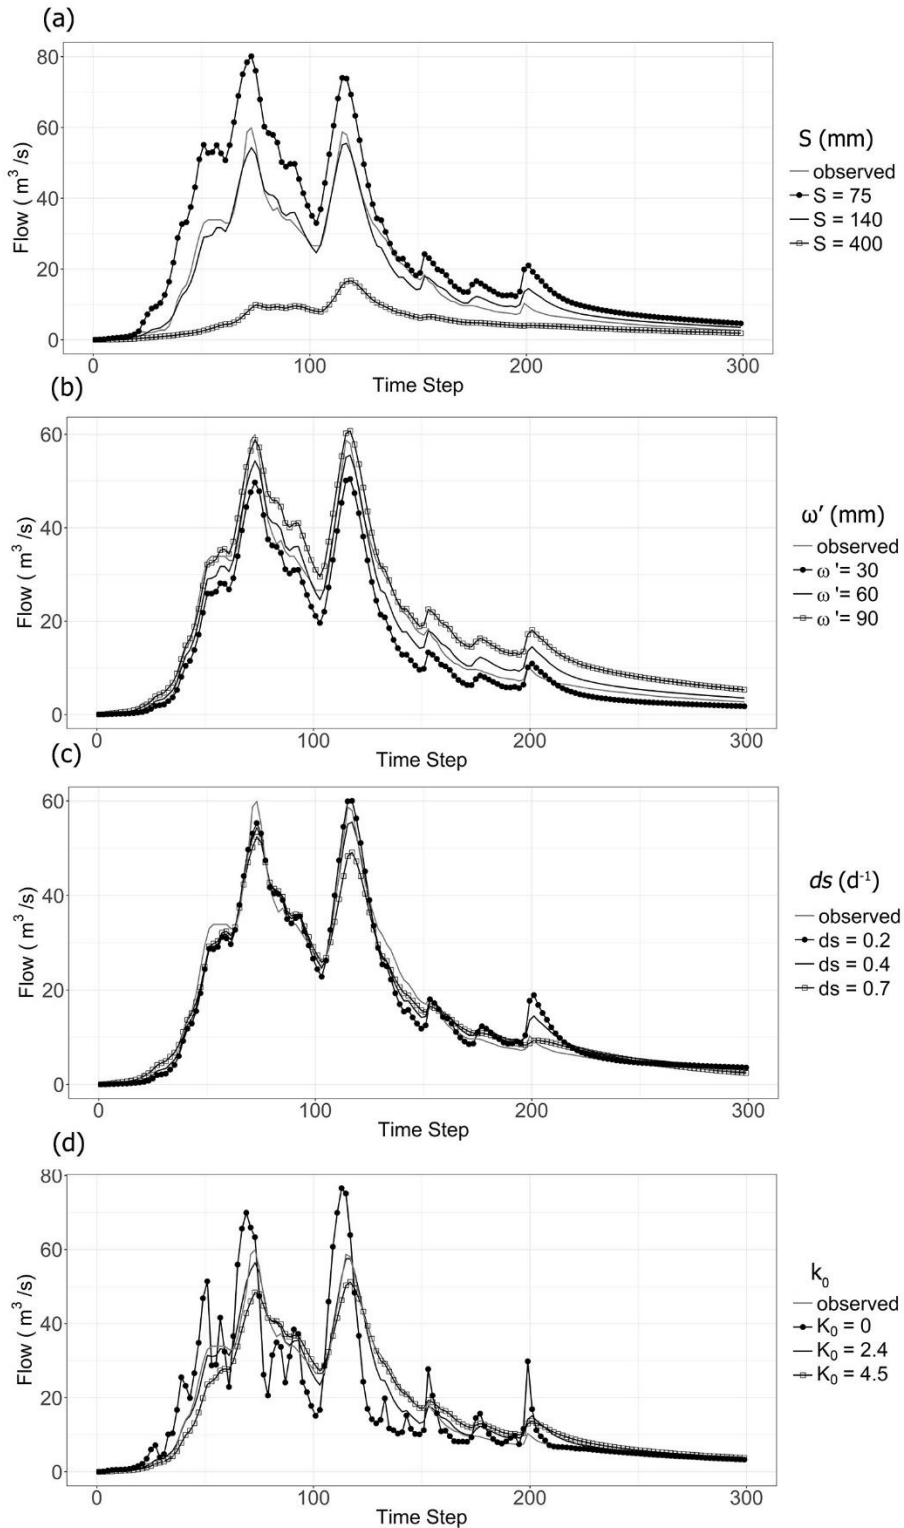 (a)
80
60
40
20
0
Flow ( m³ /s)
0 100 200 300
Time Step
S (mm)
observed
S = 75
S = 140
S = 400
(b)
60
40
20
0
Flow ( m³ /s)
0 100 200 300
Time Step
ω' (mm)
observed
ω '= 30
ω '= 60
ω '= 90
(c)
60
40
20
0
Flow ( m³ /s)
0 100 200 300
Time Step
ds (d⁻¹)
observed
ds = 0.2
ds = 0.4
ds = 0.7
(d)
80
60
40
20
0
Flow ( m³ /s)
0 100 200 300
Time Step
k₀
observed
K₀ = 0
K₀ = 2.4
K₀ = 4.5